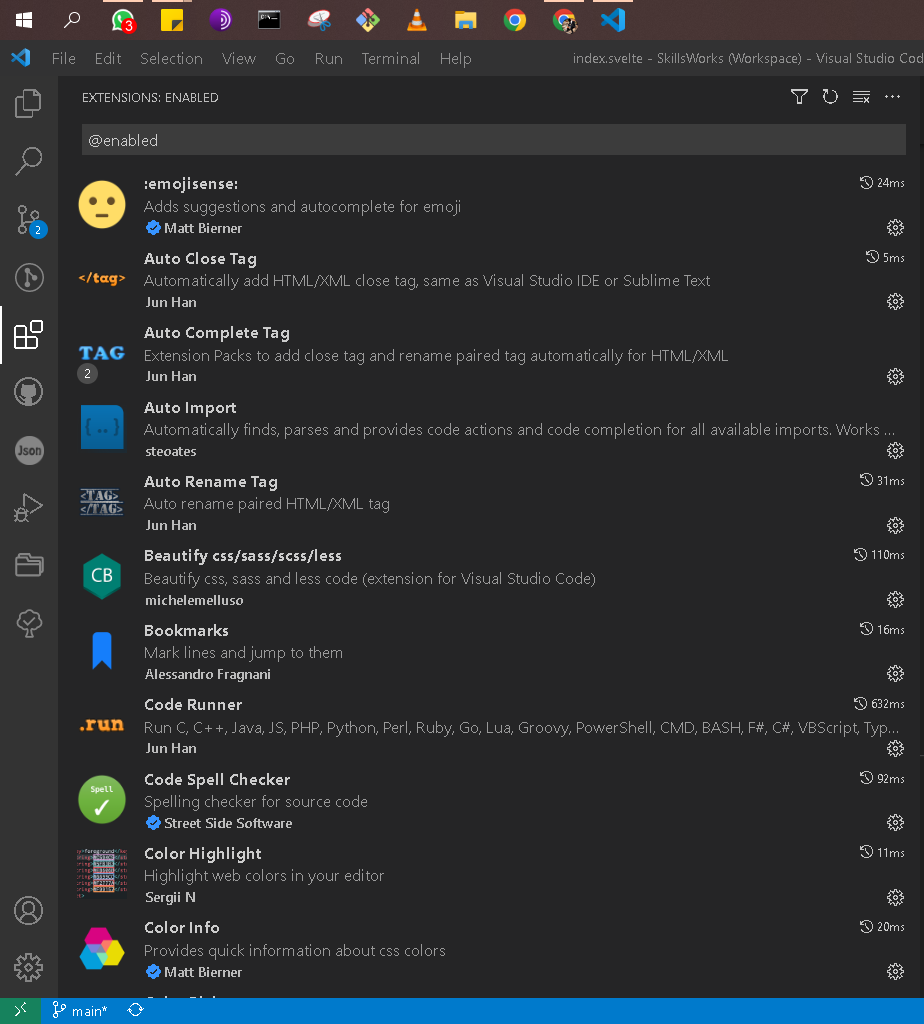 3
File Edit Selection View Go Run Terminal Help index.svelte - SkillsWorks (Workspace) - Visual Studio Cod
EXTENSIONS: ENABLED
@enabled
:emojisense: 24ms
Adds suggestions and autocomplete for emoji
Matt Bierner
2
Auto Close Tag 5ms
</tag> Automatically add HTML/XML close tag, same as Visual Studio IDE or Sublime Text
Jun Han
Auto Complete Tag
TAG Extension Packs to add close tag and rename paired tag automatically for HTML/XML
2 Jun Han
Auto Import
{..} Automatically finds, parses and provides code actions and code completion for all available imports. Works ...
Json steoates
Auto Rename Tag 31ms
<TAG> Auto rename paired HTML/XML tag
</TAG>
Jun Han
Beautify css/sass/scss/less 110ms
CB Beautify css, sass and less code (extension for Visual Studio Code)
michelemelluso
Bookmarks 16ms
Mark lines and jump to them
Alessandro Fragnani
Code Runner 632ms
.run Run C, C++, Java, JS, PHP, Python, Perl, Ruby, Go, Lua, Groovy, PowerShell, CMD, BASH, F#, C#, VBScript, Typ...
Jun Han
Code Spell Checker 92ms
Spell Spelling checker for source code
Street Side Software
Color Highlight 11ms
Highlight web colors in your editor
Sergii N
Color Info 20ms
Provides quick information about css colors
Matt Bierner
main*